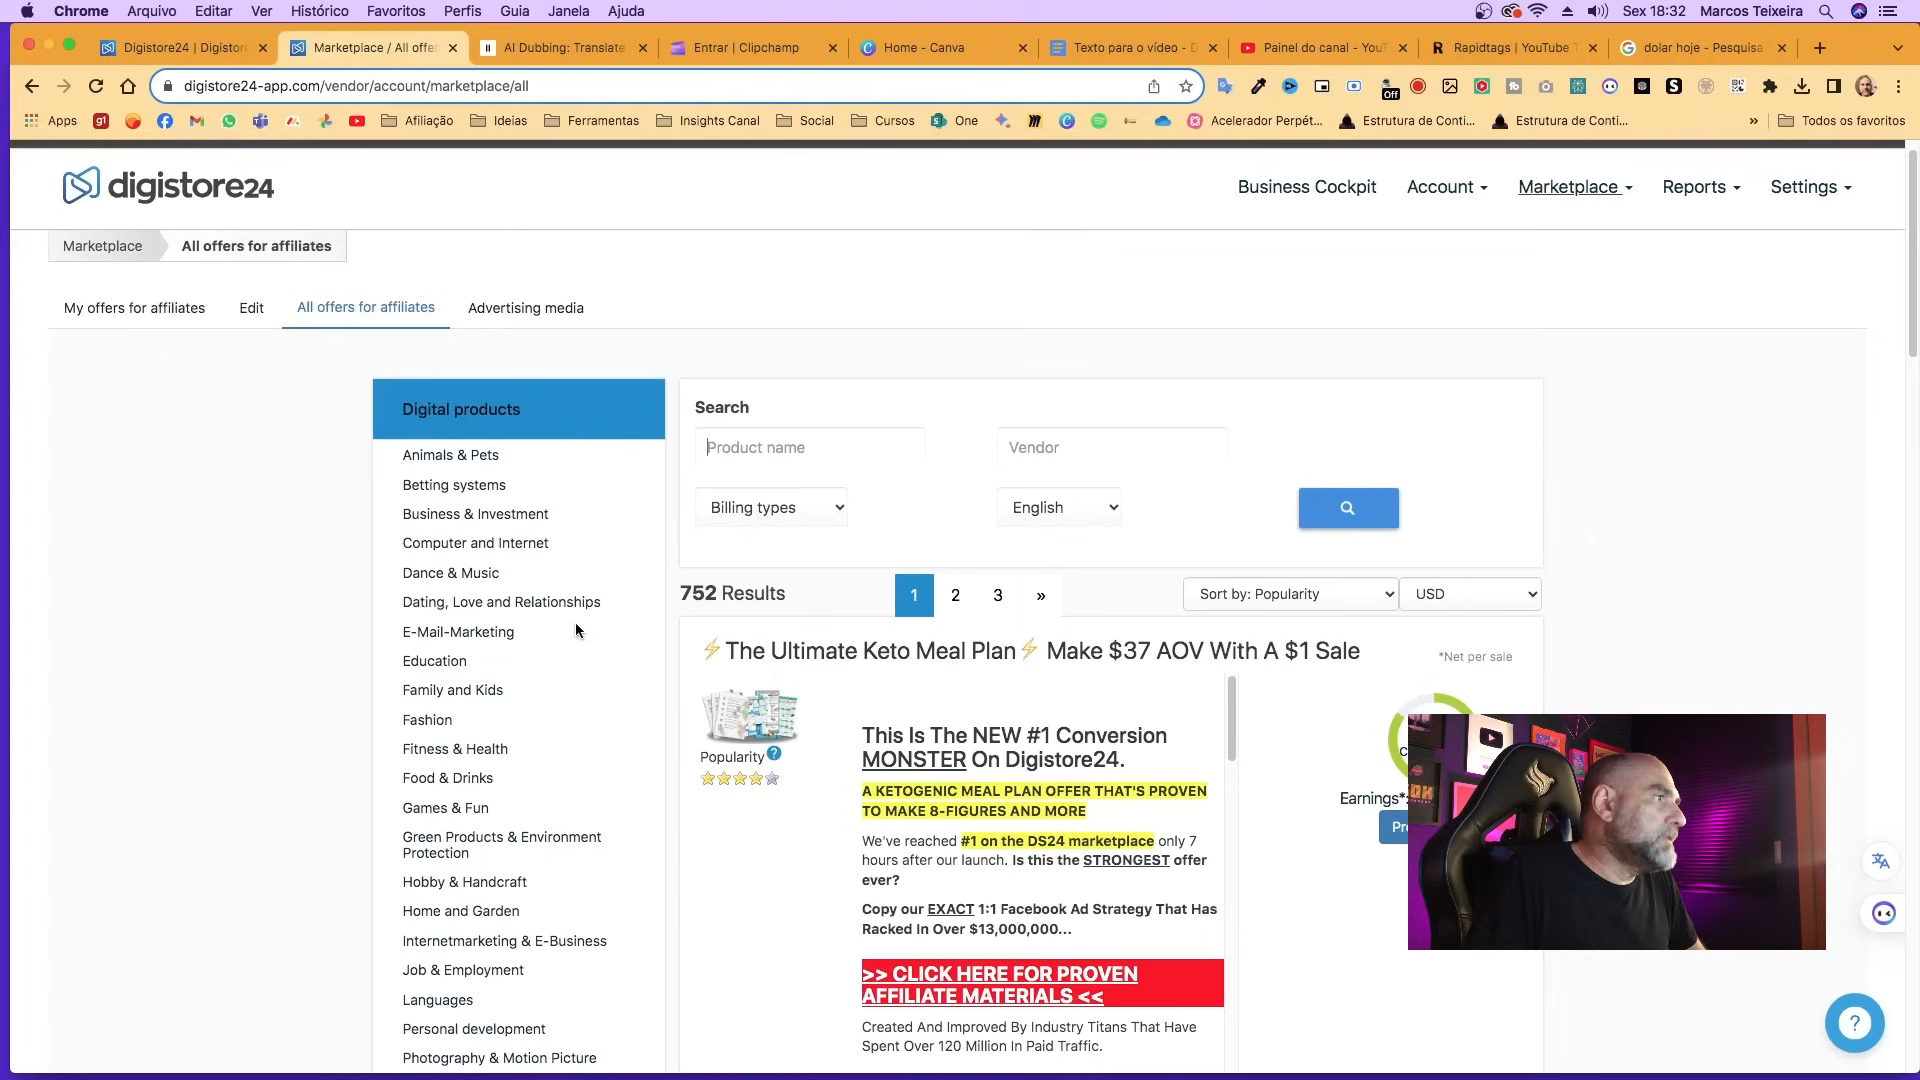 Chrome Arquivo Editar Ver Histórico Favoritos Perfis Guia Janela Ajuda Sex 18:32 Marcos Teixeira
Digistore24 | Digistore Marketplace / All offer AI Dubbing: Translate Entrar | Clipchamp Home - Canva Texto para o vídeo - D Painel do canal - YouT Rapidtags | YouTube T dolar hoje - Pesquisa
digistore24-app.com/vendor/account/marketplace/all
Off
Apps Afiliação Ideias Ferramentas Insights Canal Social Cursos One Acelerador Perpét... Estrutura de Conti... Estrutura de Conti... » Todos os favoritos
digistore24
Business Cockpit Account Marketplace Reports Settings
Marketplace All offers for affiliates
My offers for affiliates Edit All offers for affiliates Advertising media
Digital products
Animals & Pets
Betting systems
Business & Investment
Computer and Internet
Dance & Music
Dating, Love and Relationships
E-Mail-Marketing
Education
Family and Kids
Fashion
Fitness & Health
Food & Drinks
Games & Fun
Green Products & Environment
Protection
Hobby & Handcraft
Home and Garden
Internetmarketing & E-Business
Job & Employment
Languages
Personal development
Photography & Motion Picture
Search
Product name Vendor
Billing types English
752 Results 1 2 3 » Sort by: Popularity USD
⚡The Ultimate Keto Meal Plan⚡ Make $37 AOV With A $1 Sale
*Net per sale
Popularity ?
This Is The NEW #1 Conversion
MONSTER On Digistore24.
A KETOGENIC MEAL PLAN OFFER THAT'S PROVEN
TO MAKE 8-FIGURES AND MORE
We've reached #1 on the DS24 marketplace only 7
hours after our launch. Is this the STRONGEST offer
ever?
Copy our EXACT 1:1 Facebook Ad Strategy That Has
Racked In Over $13,000,000...
>> CLICK HERE FOR PROVEN
AFFILIATE MATERIALS <<
Created And Improved By Industry Titans That Have
Spent Over 120 Million In Paid Traffic.
Earnings*:
?